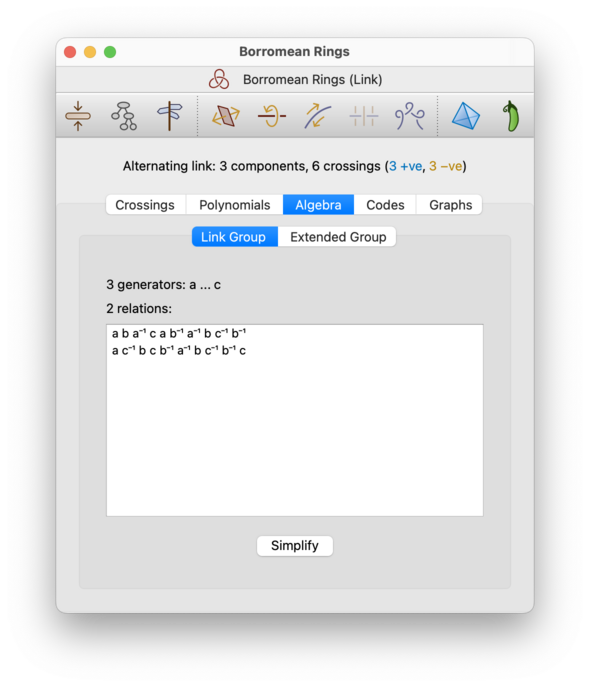 Borromean Rings
Borromean Rings (Link)
Alternating link: 3 components, 6 crossings (3 +ve, 3 −ve)
Crossings Polynomials Algebra Codes Graphs
Link Group Extended Group
3 generators: a ... c
2 relations:
a b a⁻¹ c a b⁻¹ a⁻¹ b c⁻¹ b⁻¹
a c⁻¹ b c b⁻¹ a⁻¹ b c⁻¹ b⁻¹ c
Simplify